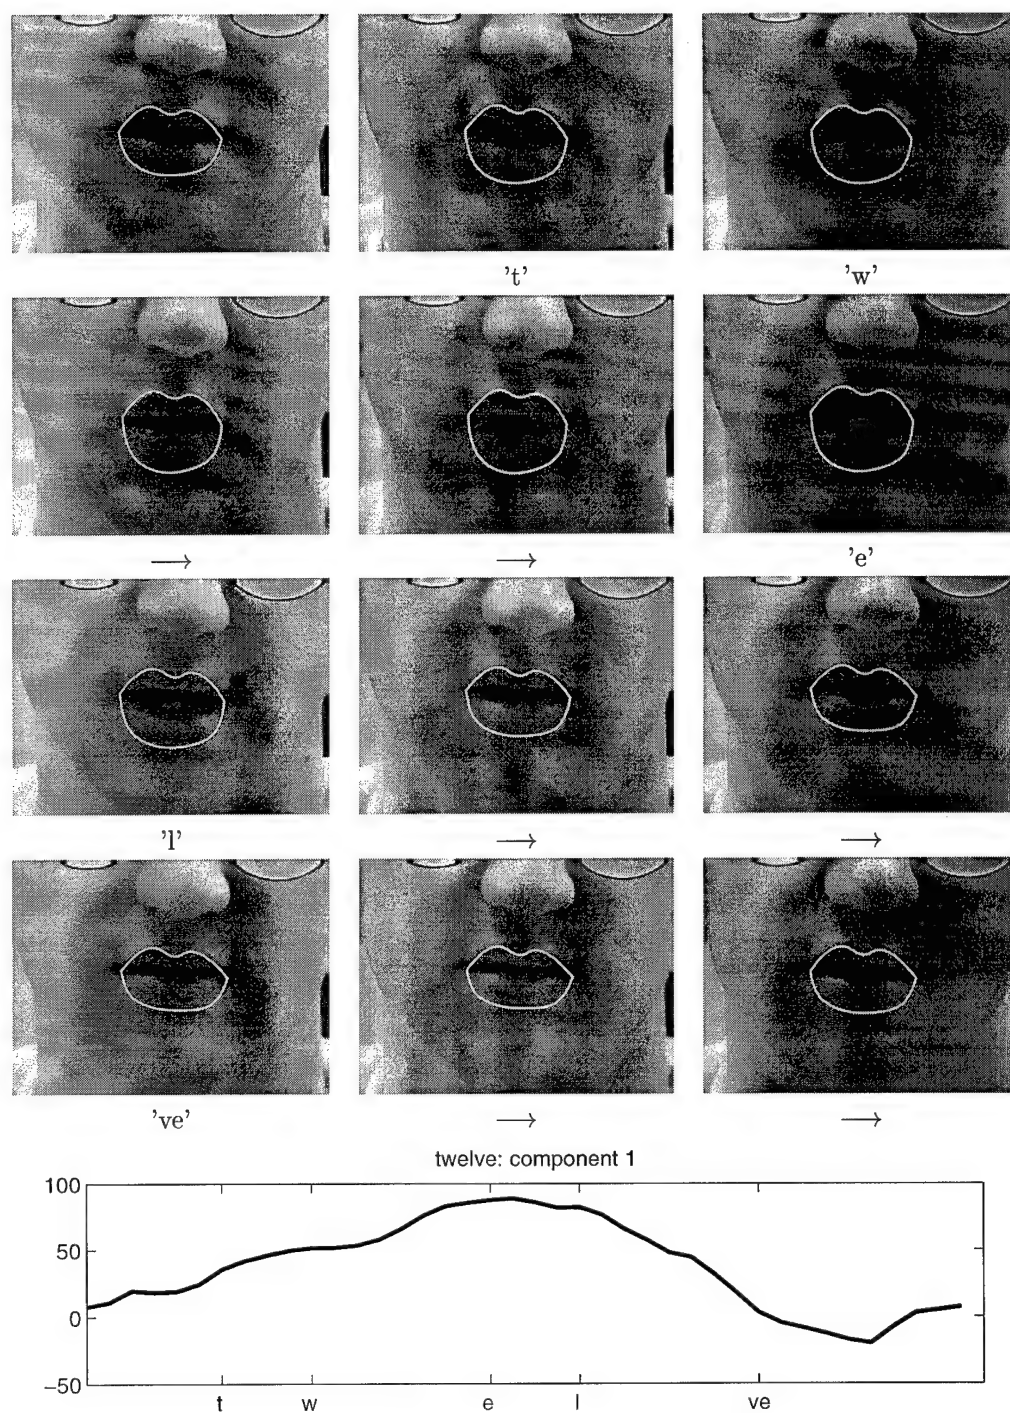 't' 'w'
→ → 'e'
'l' → →
've' → →
twelve: component 1
100
50
0
−50
t w e l ve